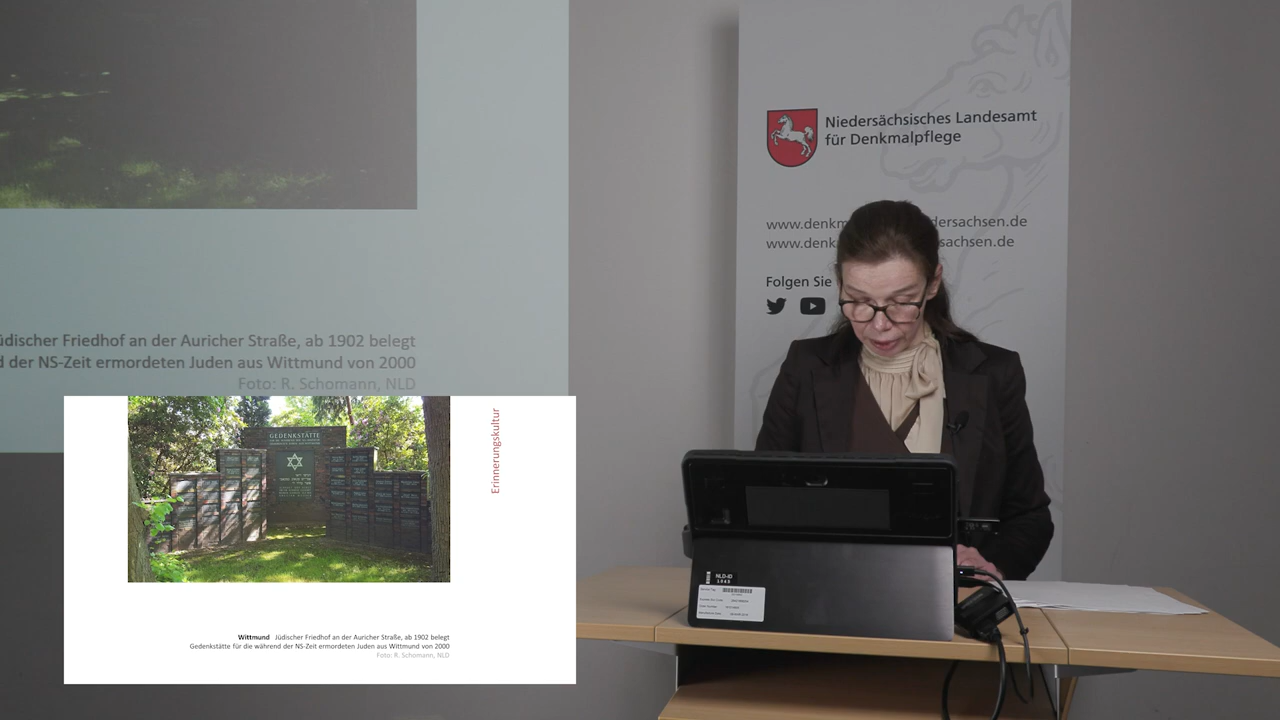 Niedersächsisches Landesamt
für Denkmalpflege
www.denkm dersachsen.de
www.denk sachsen.de
Folgen Sie
üdischer Friedhof an der Auricher Straße, ab 1902 belegt
d der NS-Zeit ermordeten Juden aus Wittmund von 2000
Foto: R. Schomann, NLD
Erinnerungskultur
GEDENKSTÄTTE
Wittmund Jüdischer Friedhof an der Auricher Straße, ab 1902 belegt
Gedenkstätte für die während der NS-Zeit ermordeten Juden aus Wittmund von 2000
Foto: R. Schomann, NLD
NLD-ID